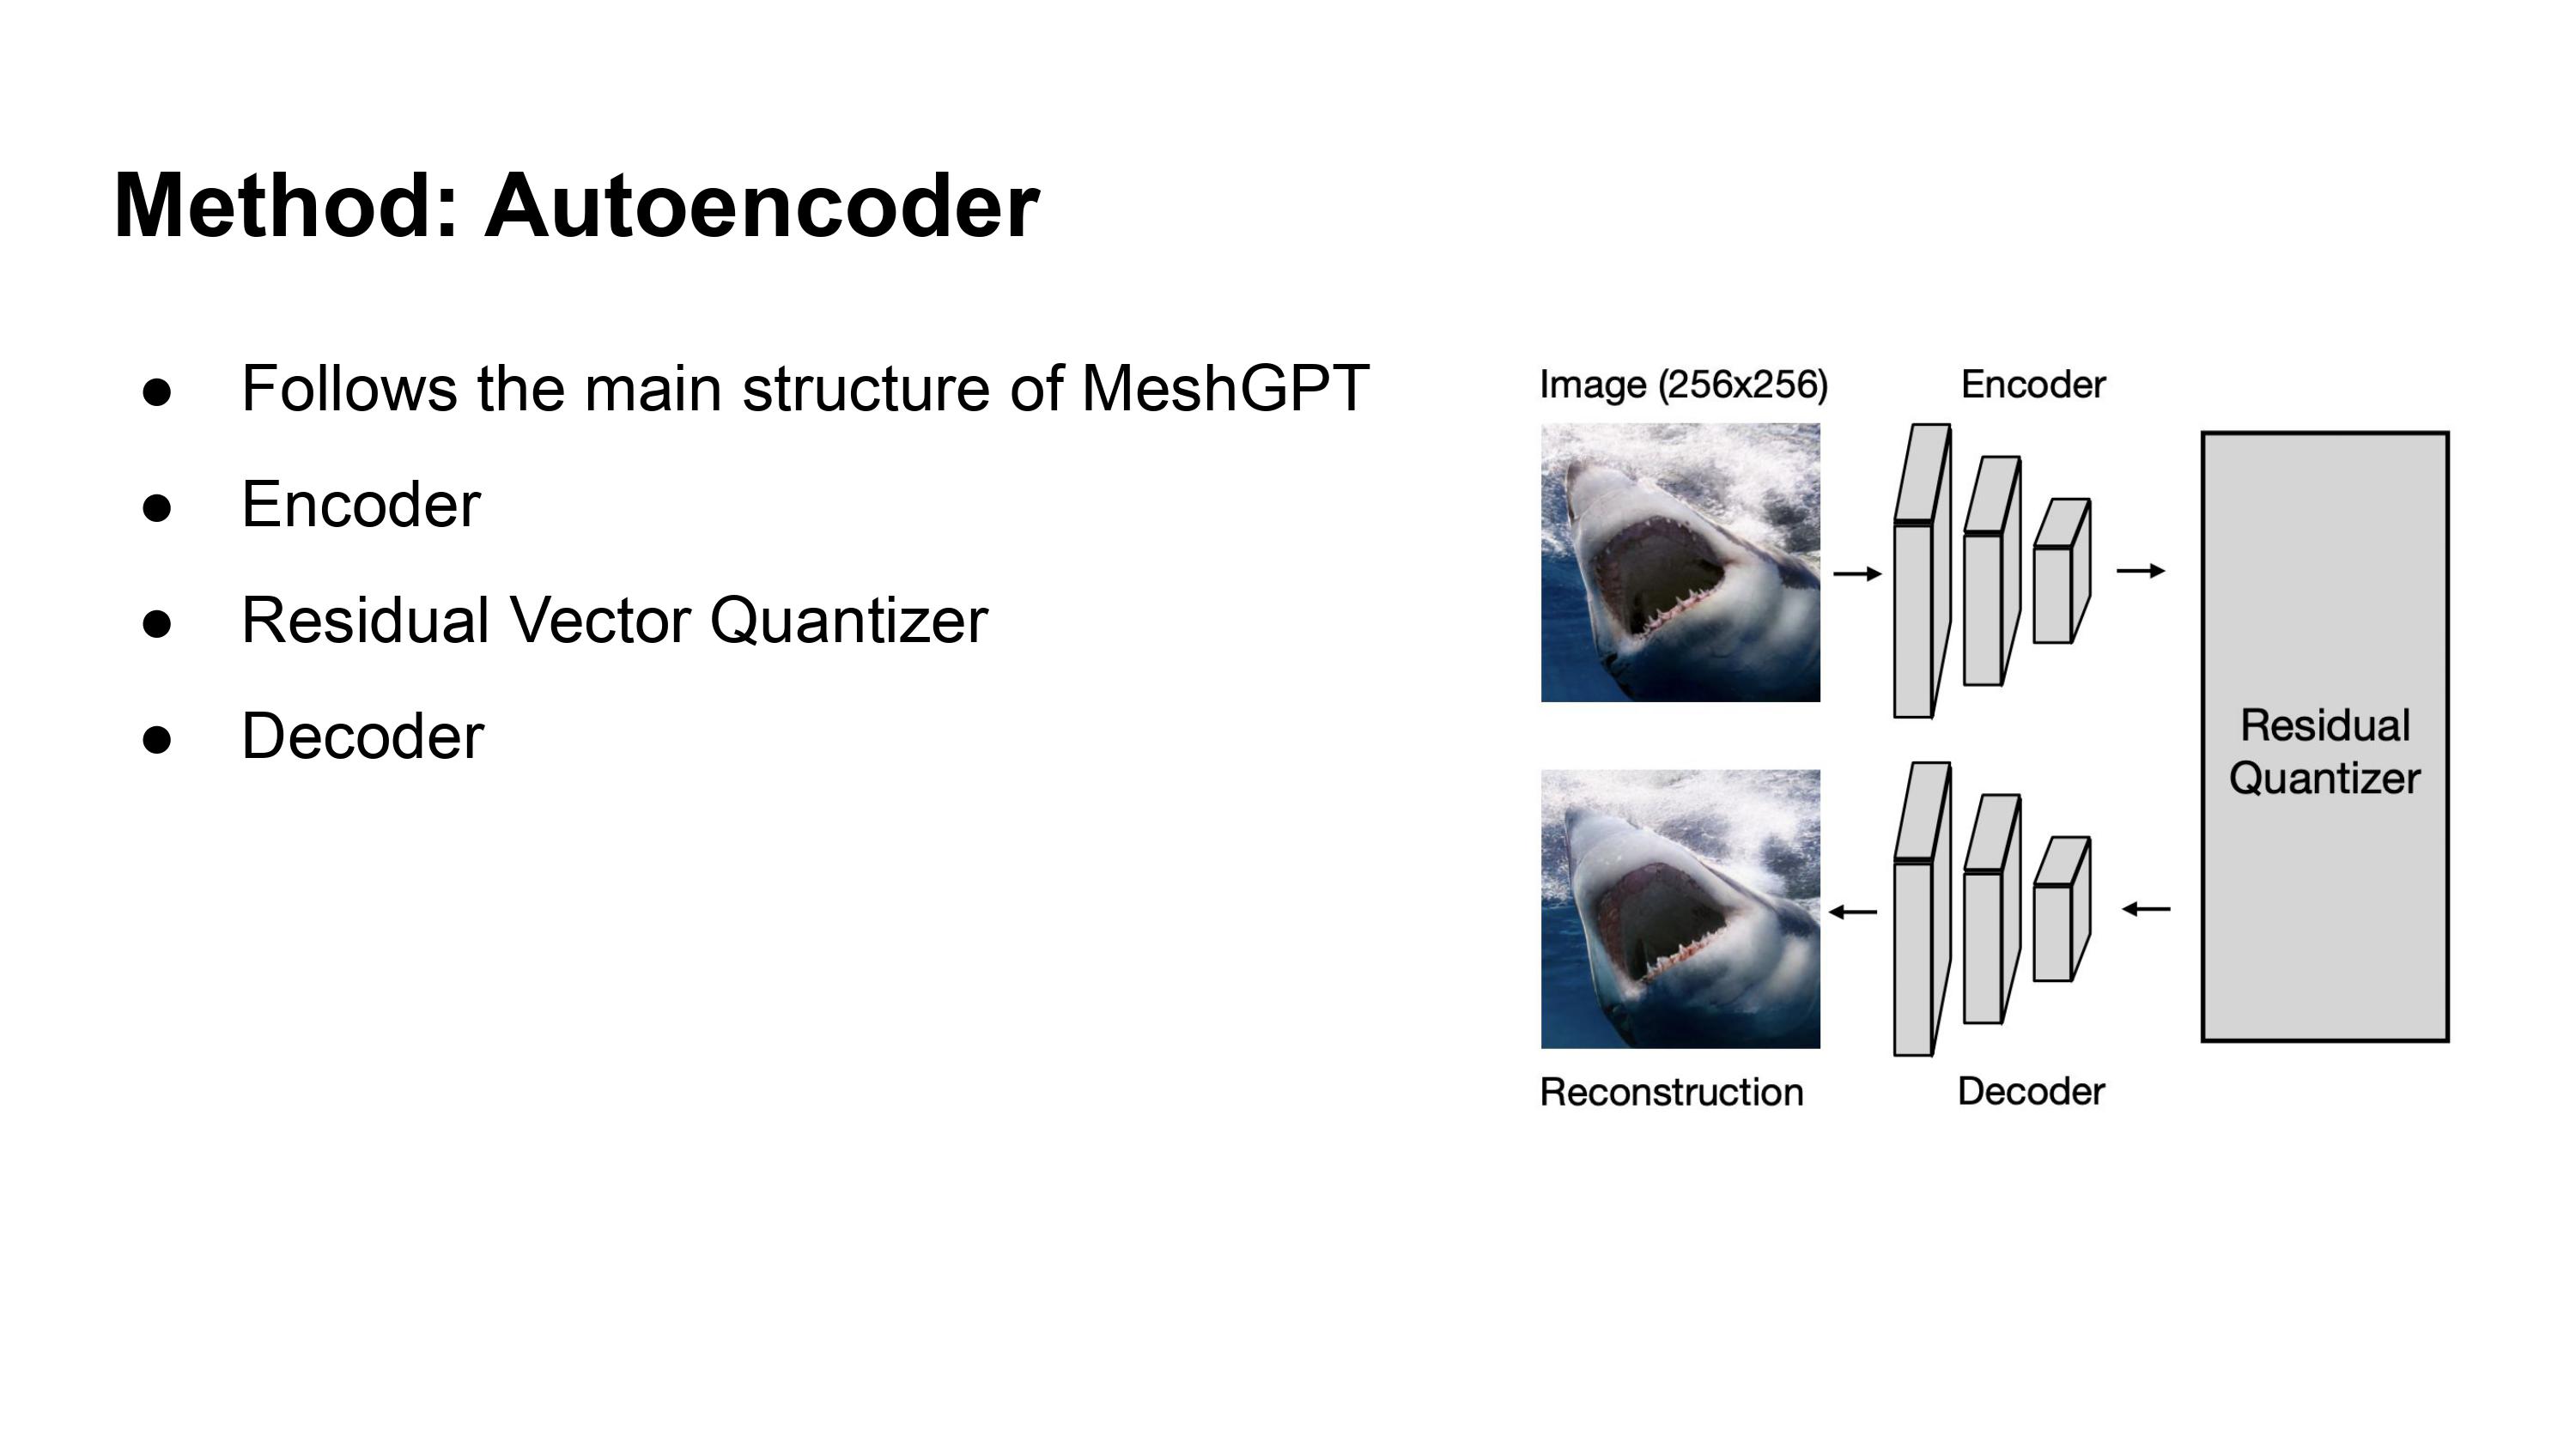 Method: Autoencoder
● Follows the main structure of MeshGPT
● Encoder
● Residual Vector Quantizer
● Decoder
Image (256x256)
Encoder
Residual
Quantizer
Reconstruction
Decoder